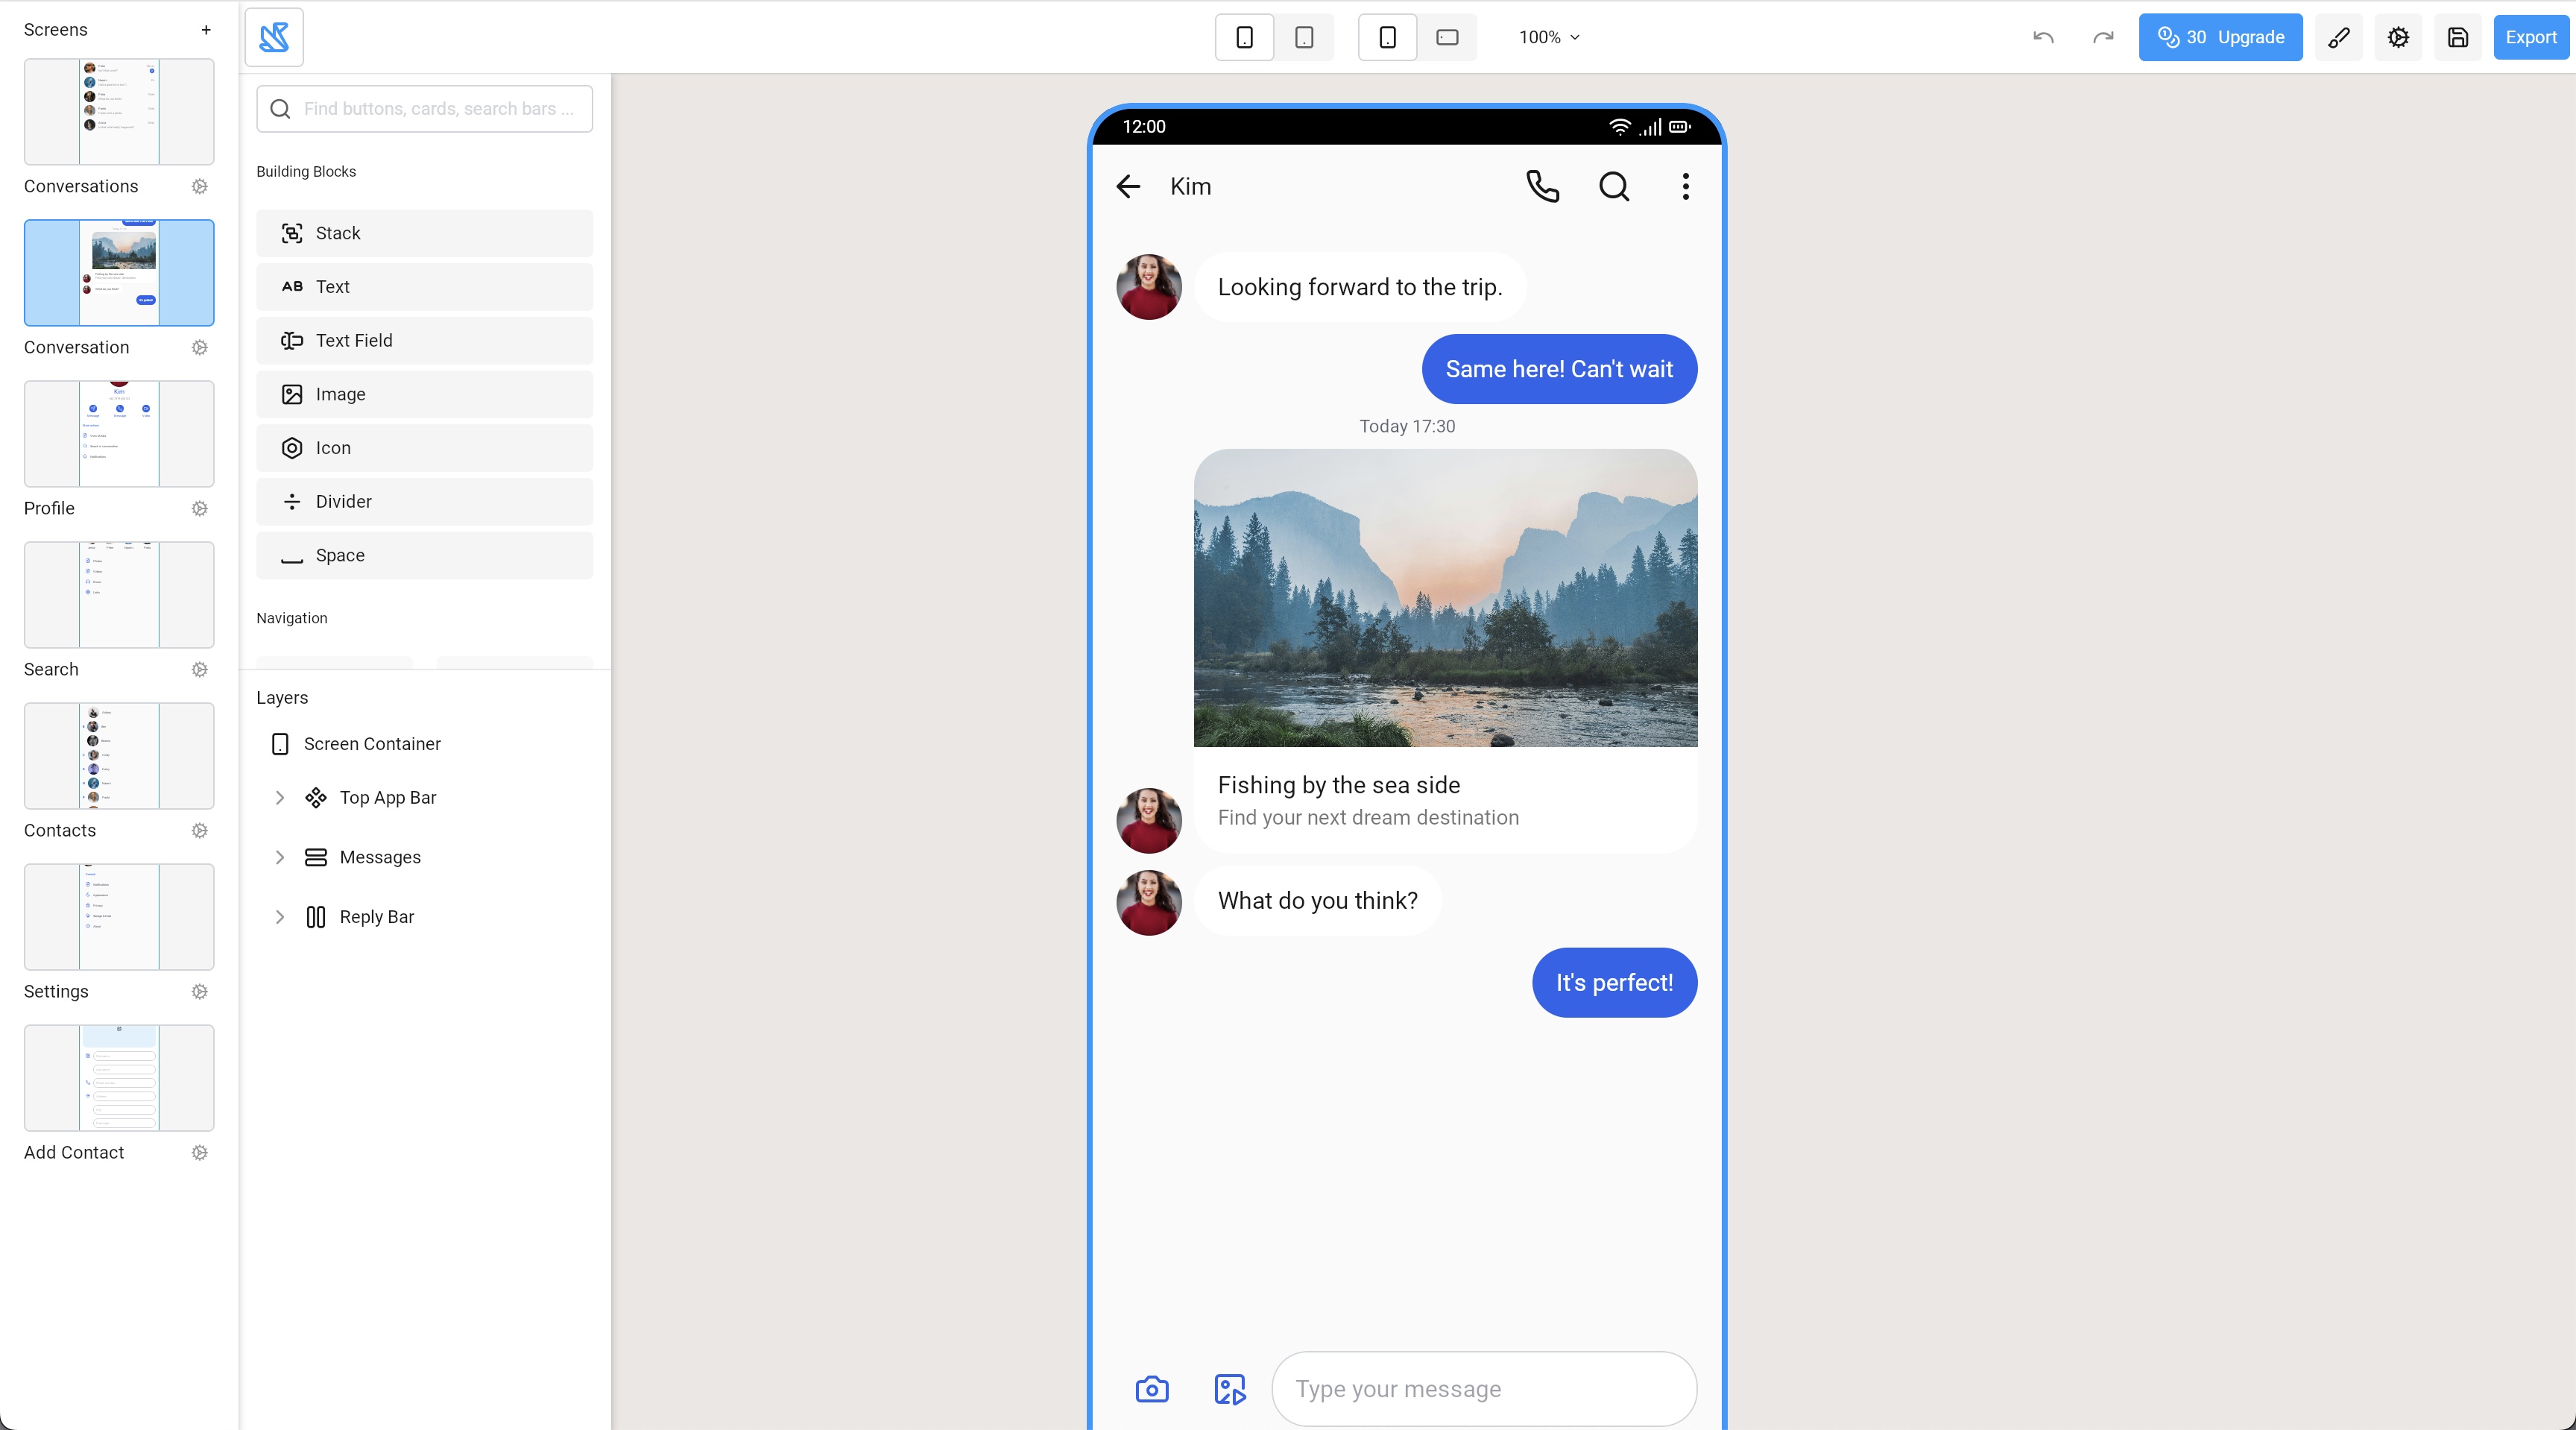 Screens +
Conversations
Conversation
Profile
Search
Contacts
Settings
Add Contact
Find buttons, cards, search bars ...
Building Blocks
Stack
AB Text
Text Field
Image
Icon
Divider
Space
Navigation
Layers
Screen Container
Top App Bar
Messages
Reply Bar
100%
30 Upgrade
Export
12:00
Kim
Looking forward to the trip.
Same here! Can't wait
Today 17:30
Fishing by the sea side
Find your next dream destination
What do you think?
It's perfect!
Type your message